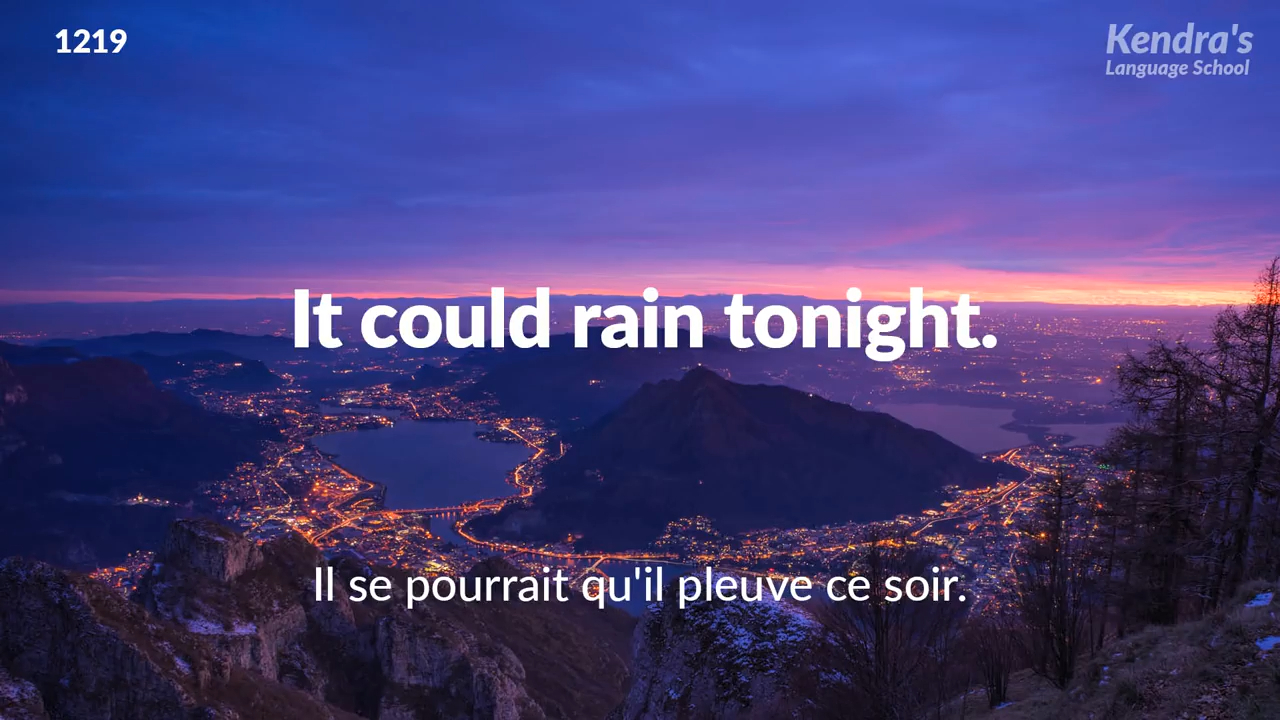 1219
Kendra's
Language School
It could rain tonight.
Il se pourrait qu'il pleuve ce soir.